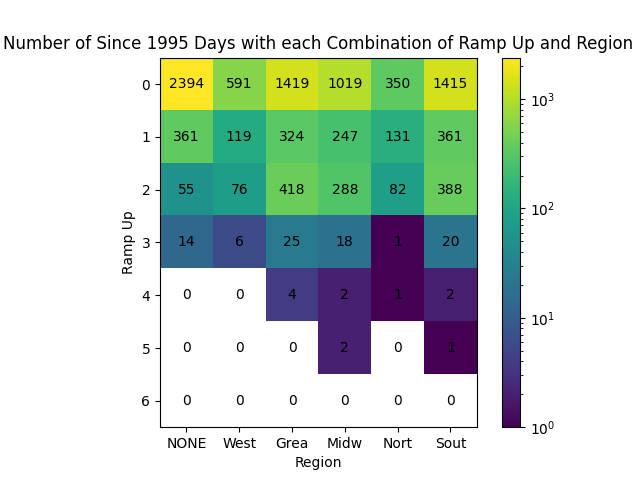 Number of Since 1995 Days with each Combination of Ramp Up and Region
0 2394 591 1419 1019 350 1415
1 361 119 324 247 131 361
2 55 76 418 288 82 388
3 14 6 25 18 1 20
4 0 0 4 2 1 2
5 0 0 0 2 0 1
6 0 0 0 0 0 0
NONE West Grea Midw Nort Sout
Region
Ramp Up
10³
10²
10¹
10⁰